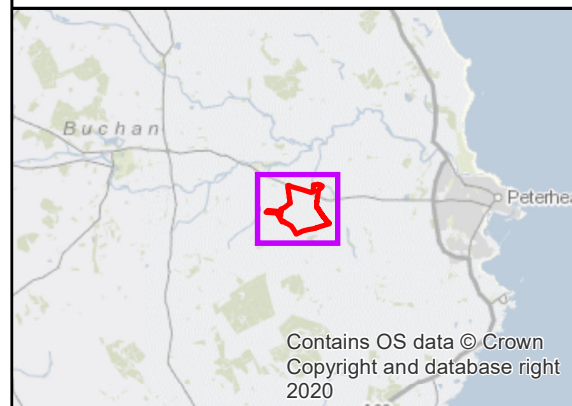 Buchan
Peterhea
Contains OS data © Crown
Copyright and database right
2020